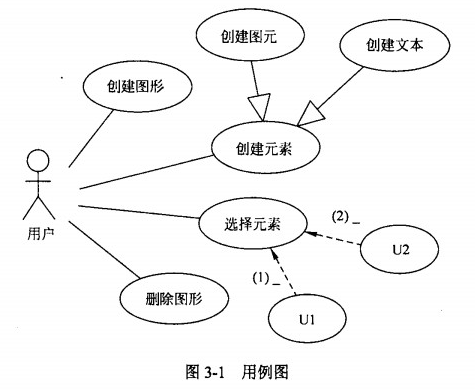 创建图元
创建文本
创建图形
创建元素
用户
选择元素
(2)_
U2
(1)_
删除图形
U1
图 3-1 用例图